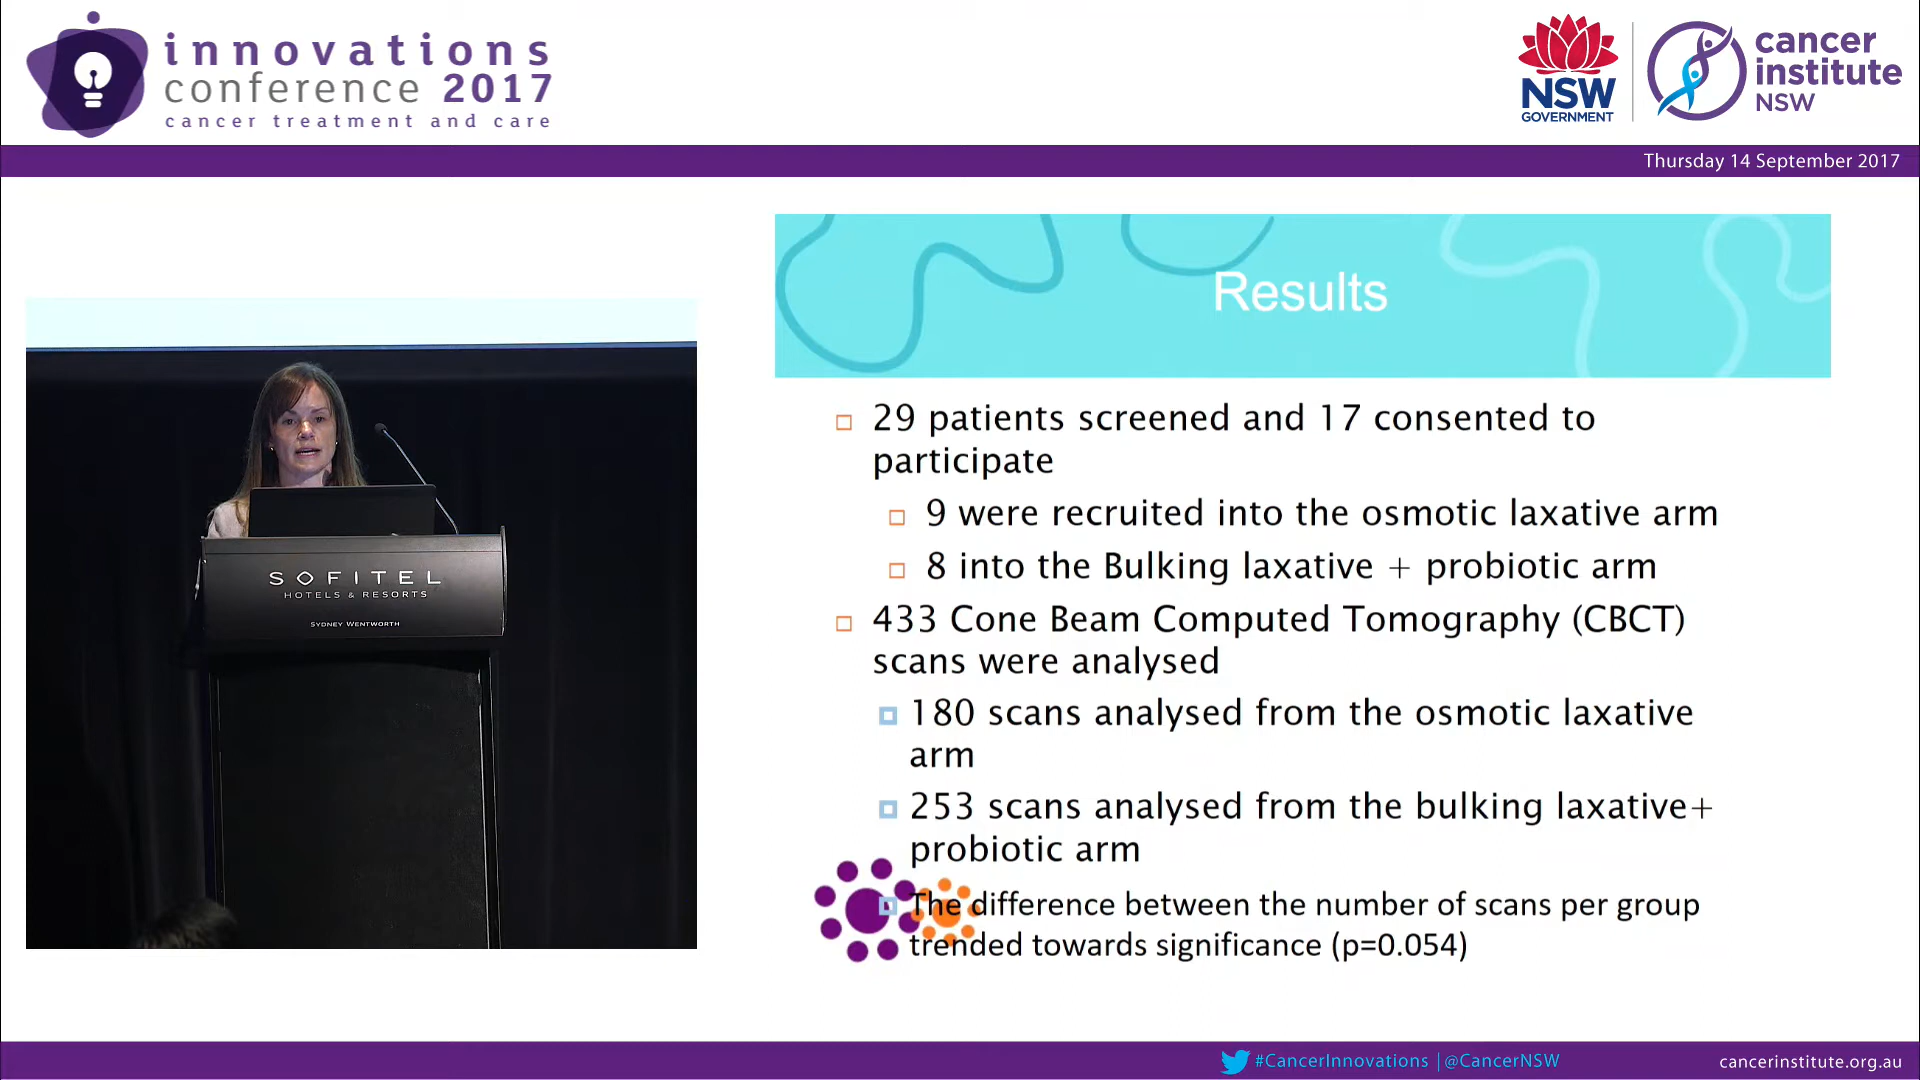 innovations
conference 2017
cancer treatment and care
NSW
GOVERNMENT
cancer
institute
NSW
Thursday 14 September 2017
SOFITEL
HOTELS & RESORTS
SYDNEY WENTWORTH
Results
29 patients screened and 17 consented to
participate
9 were recruited into the osmotic laxative arm
8 into the Bulking laxative + probiotic arm
433 Cone Beam Computed Tomography (CBCT)
scans were analysed
180 scans analysed from the osmotic laxative
arm
253 scans analysed from the bulking laxative+
probiotic arm
The difference between the number of scans per group
trended towards significance (p=0.054)
#CancerInnovations | @CancerNSW
cancerinstitute.org.au